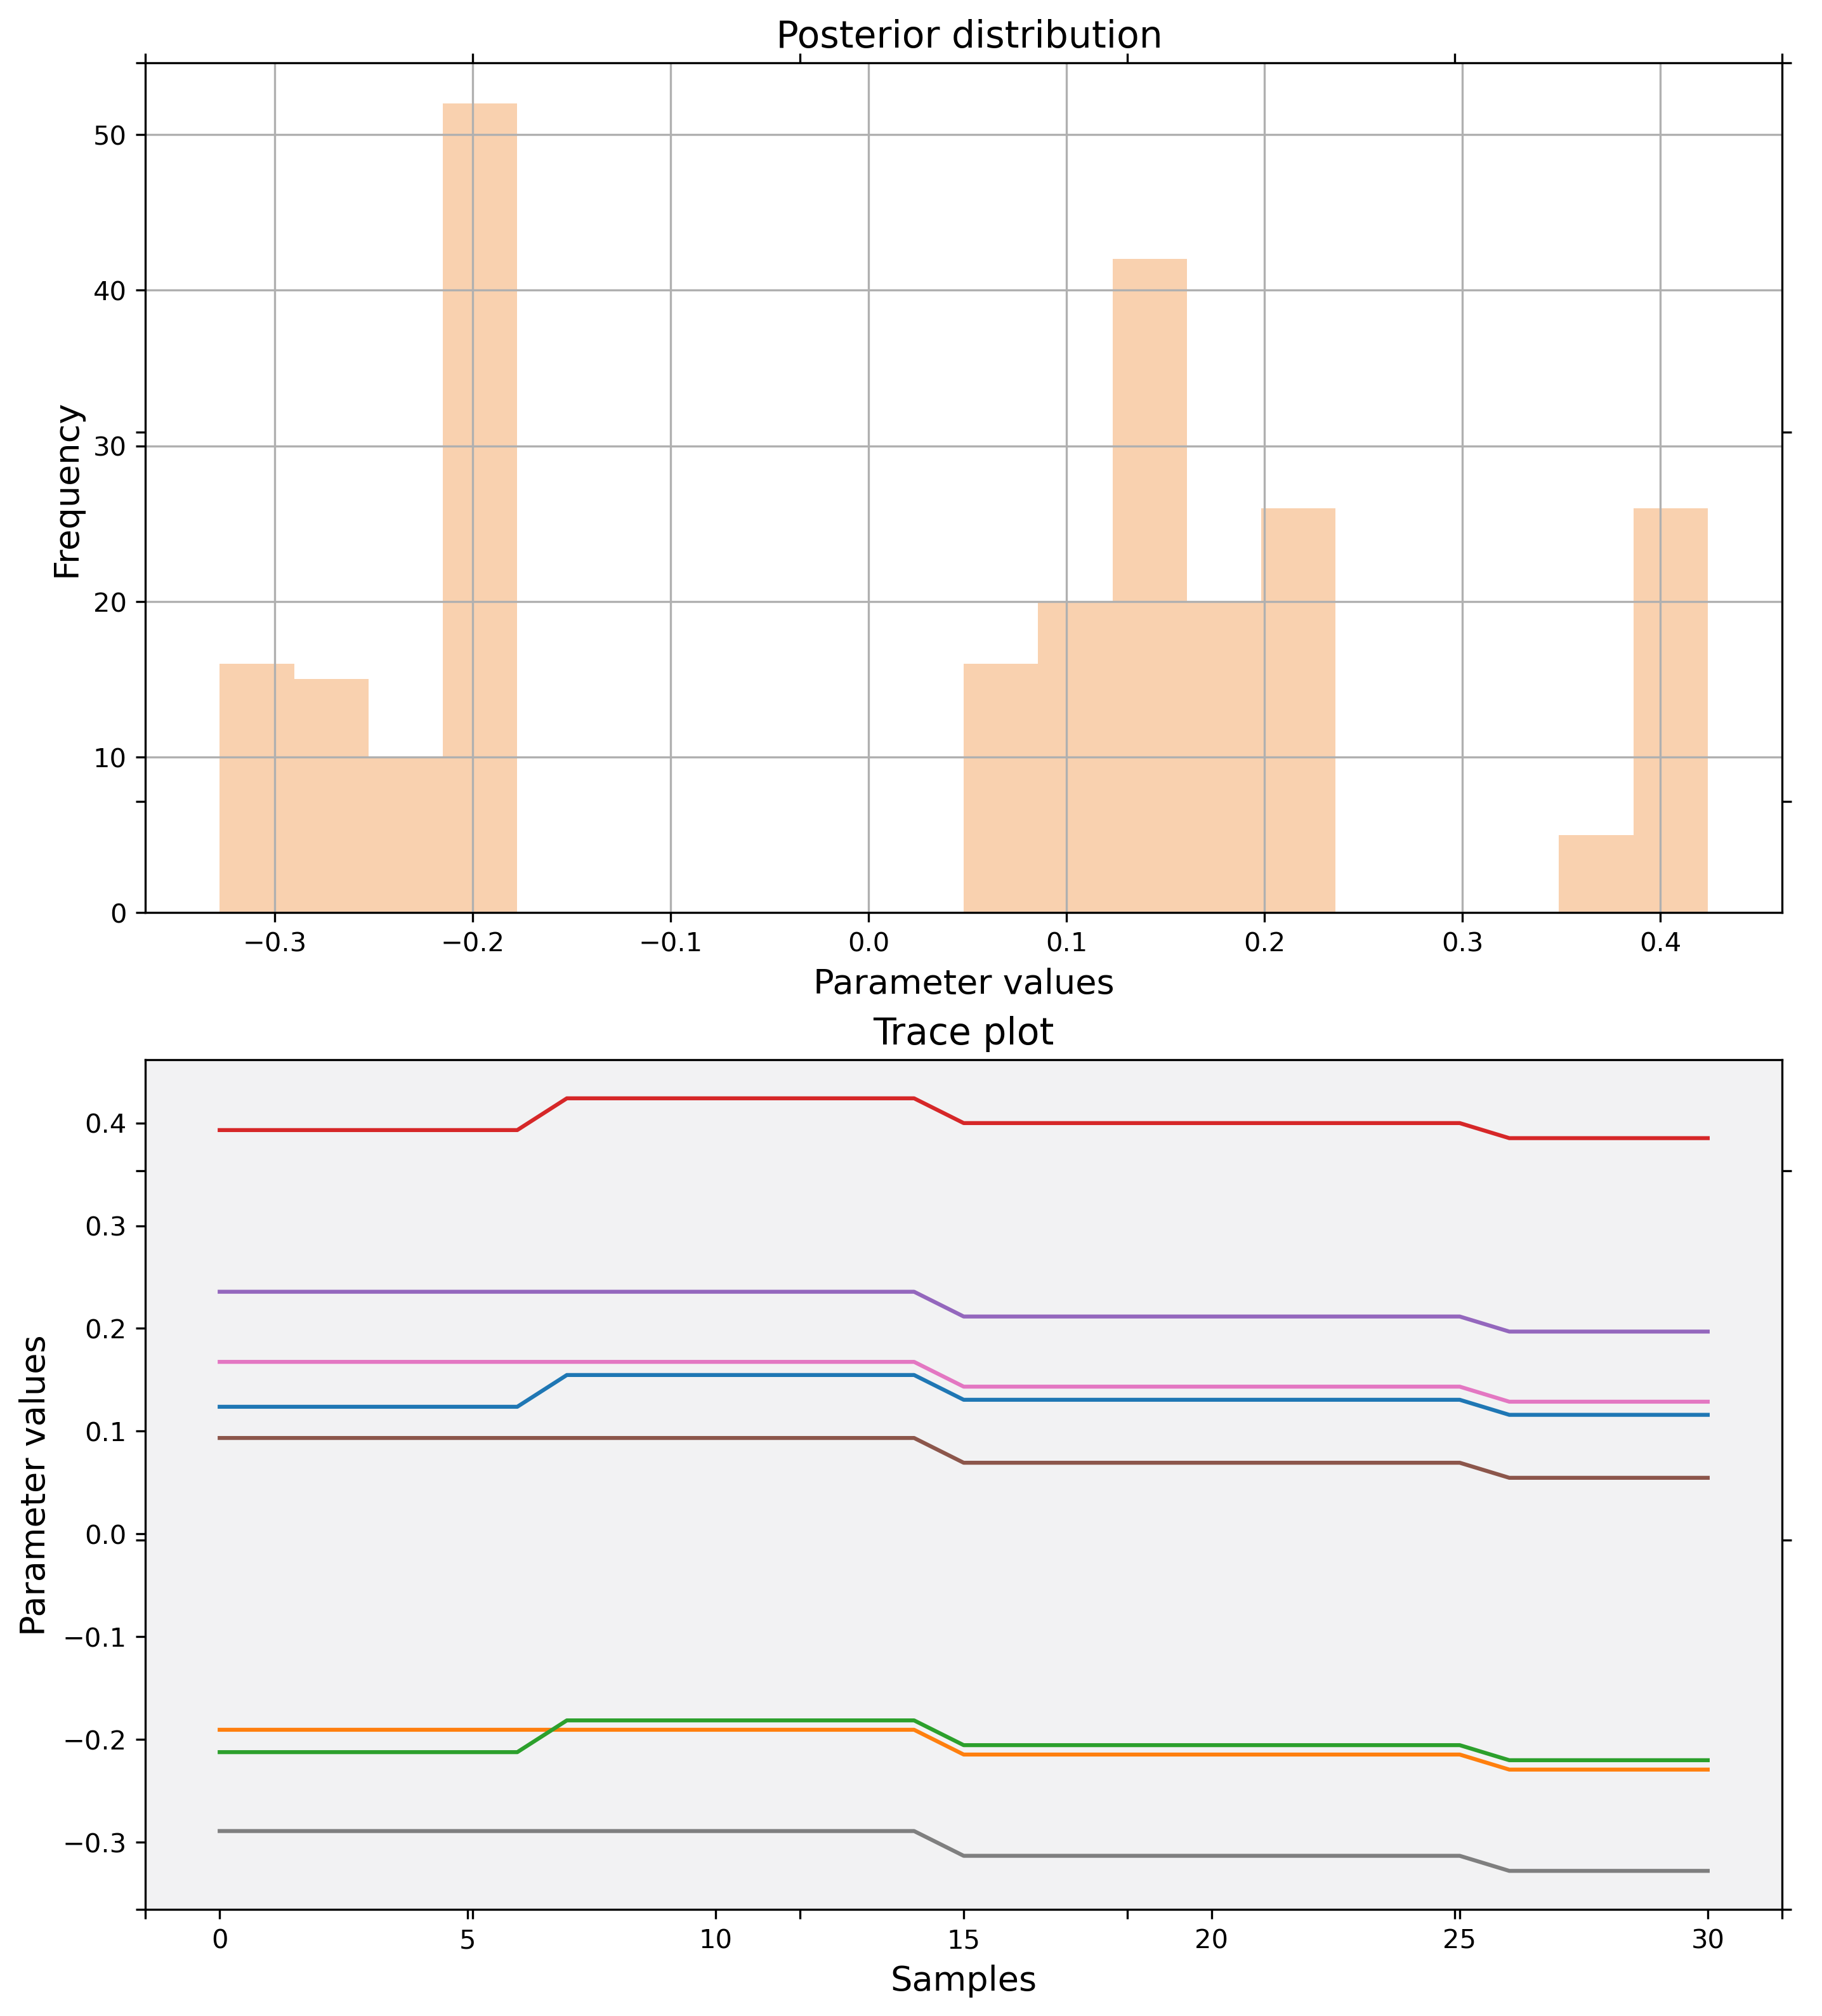 Posterior distribution
50
40
30
20
10
0
Frequency
−0.3 −0.2 −0.1 0.0 0.1 0.2 0.3 0.4
Parameter values
Trace plot
0.4
0.3
0.2
0.1
0.0
−0.1
−0.2
−0.3
Parameter values
0 5 10 15 20 25 30
Samples